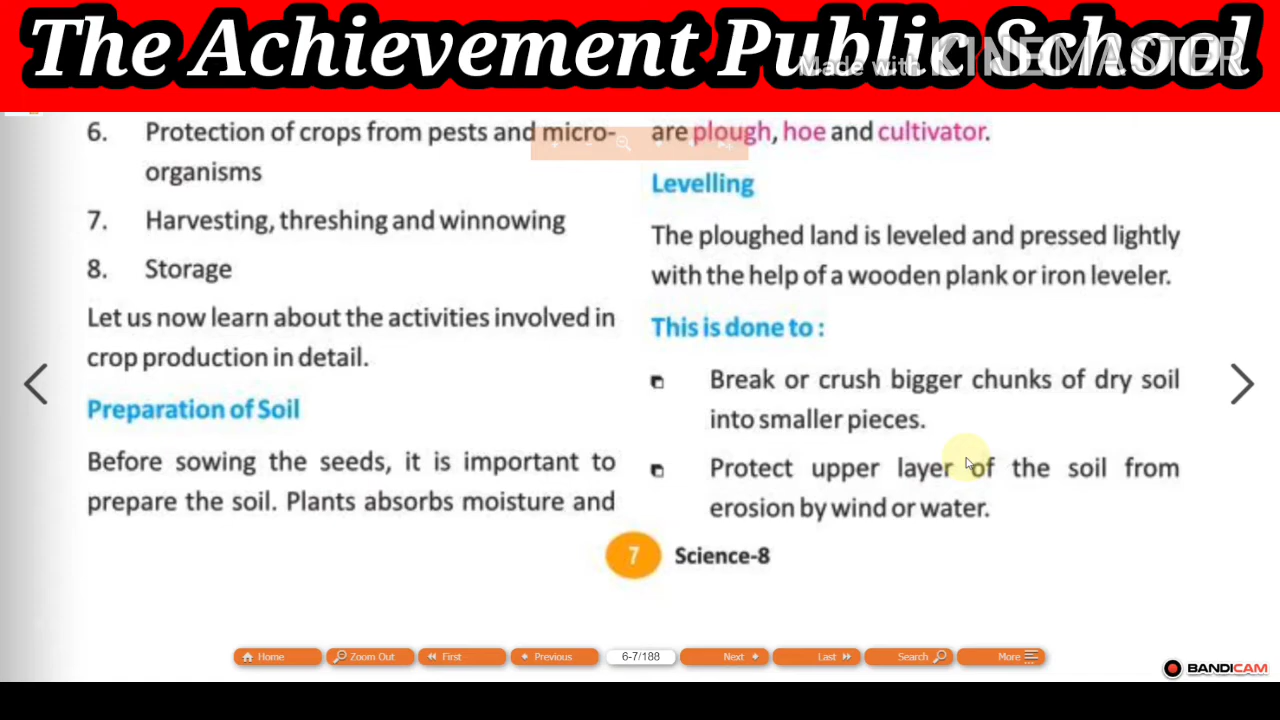 The Achievement Public School
Made with KINEMASTER
6. Protection of crops from pests and micro-
organisms
7. Harvesting, threshing and winnowing
8. Storage
Let us now learn about the activities involved in
crop production in detail.
Preparation of Soil
Before sowing the seeds, it is important to
prepare the soil. Plants absorbs moisture and
are plough, hoe and cultivator.
Levelling
The ploughed land is leveled and pressed lightly
with the help of a wooden plank or iron leveler.
This is done to :
Break or crush bigger chunks of dry soil
into smaller pieces.
Protect upper layer of the soil from
erosion by wind or water.
7 Science-8
Home Zoom Out First Previous 6-7/188 Next Last Search More
BANDICAM